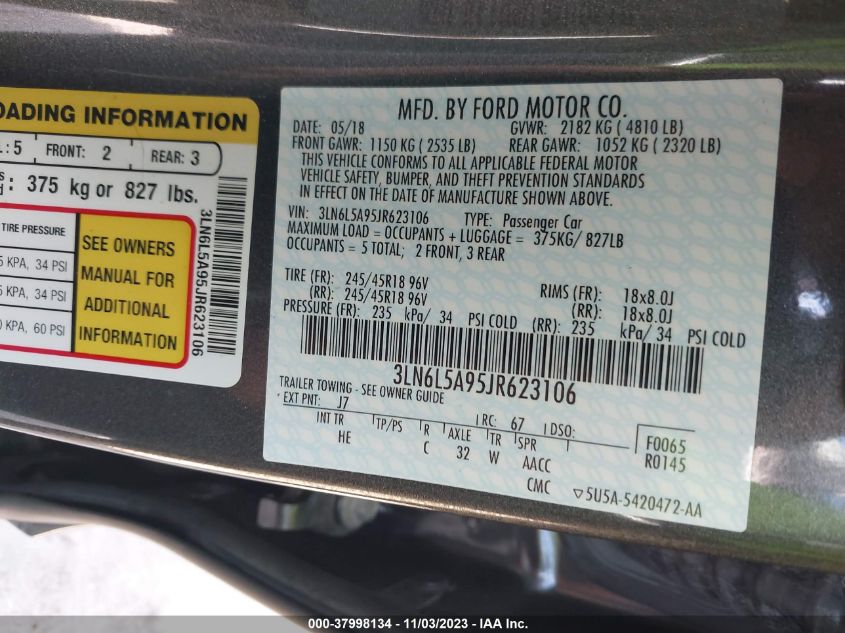 OADING INFORMATION
L: 5 FRONT: 2 REAR: 3
375 kg or 827 lbs.
TIRE PRESSURE
5 KPA, 34 PSI
5 KPA, 34 PSI
0 KPA, 60 PSI
SEE OWNERS
MANUAL FOR
ADDITIONAL
INFORMATION
3LN6L5A95JR623106
MFD. BY FORD MOTOR CO.
DATE: 05/18 GVWR: 2182 KG ( 4810 LB)
FRONT GAWR: 1150 KG ( 2535 LB) REAR GAWR: 1052 KG ( 2320 LB)
THIS VEHICLE CONFORMS TO ALL APPLICABLE FEDERAL MOTOR
VEHICLE SAFETY, BUMPER, AND THEFT PREVENTION STANDARDS
IN EFFECT ON THE DATE OF MANUFACTURE SHOWN ABOVE.
VIN: 3LN6L5A95JR623106 TYPE: Passenger Car
MAXIMUM LOAD = OCCUPANTS + LUGGAGE = 375KG/ 827LB
OCCUPANTS = 5 TOTAL; 2 FRONT, 3 REAR
TIRE (FR): 245/45R18 96V RIMS (FR): 18x8.0J
(RR): 245/45R18 96V (RR): 18x8.0J
PRESSURE (FR): 235 kPa/ 34 PSI COLD (RR): 235 kPa/ 34 PSI COLD
3LN6L5A95JR623106
TRAILER TOWING - SEE OWNER GUIDE
EXT PNT: J7 RC: 67 DSO:
INT TR TP/PS R AXLE TR SPR F0065
HE C 32 W AACC R0145
CMC ▽5U5A-5420472-AA
000-37998134 - 11/03/2023 - IAA Inc.